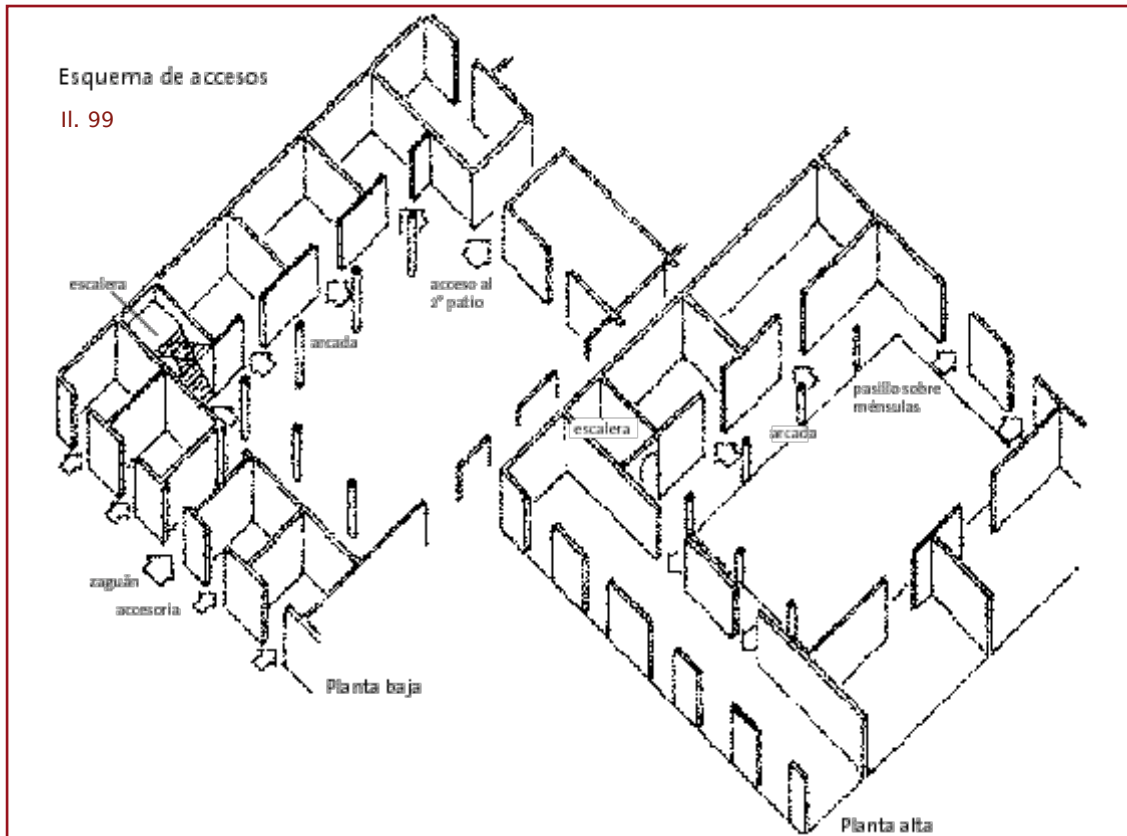 Esquema de accesos
Il. 99
escalera
acceso al
2º patio
arcada
zaguán
accesoria
Planta baja
escalera
arcada
pasillo sobre
ménsulas
Planta alta